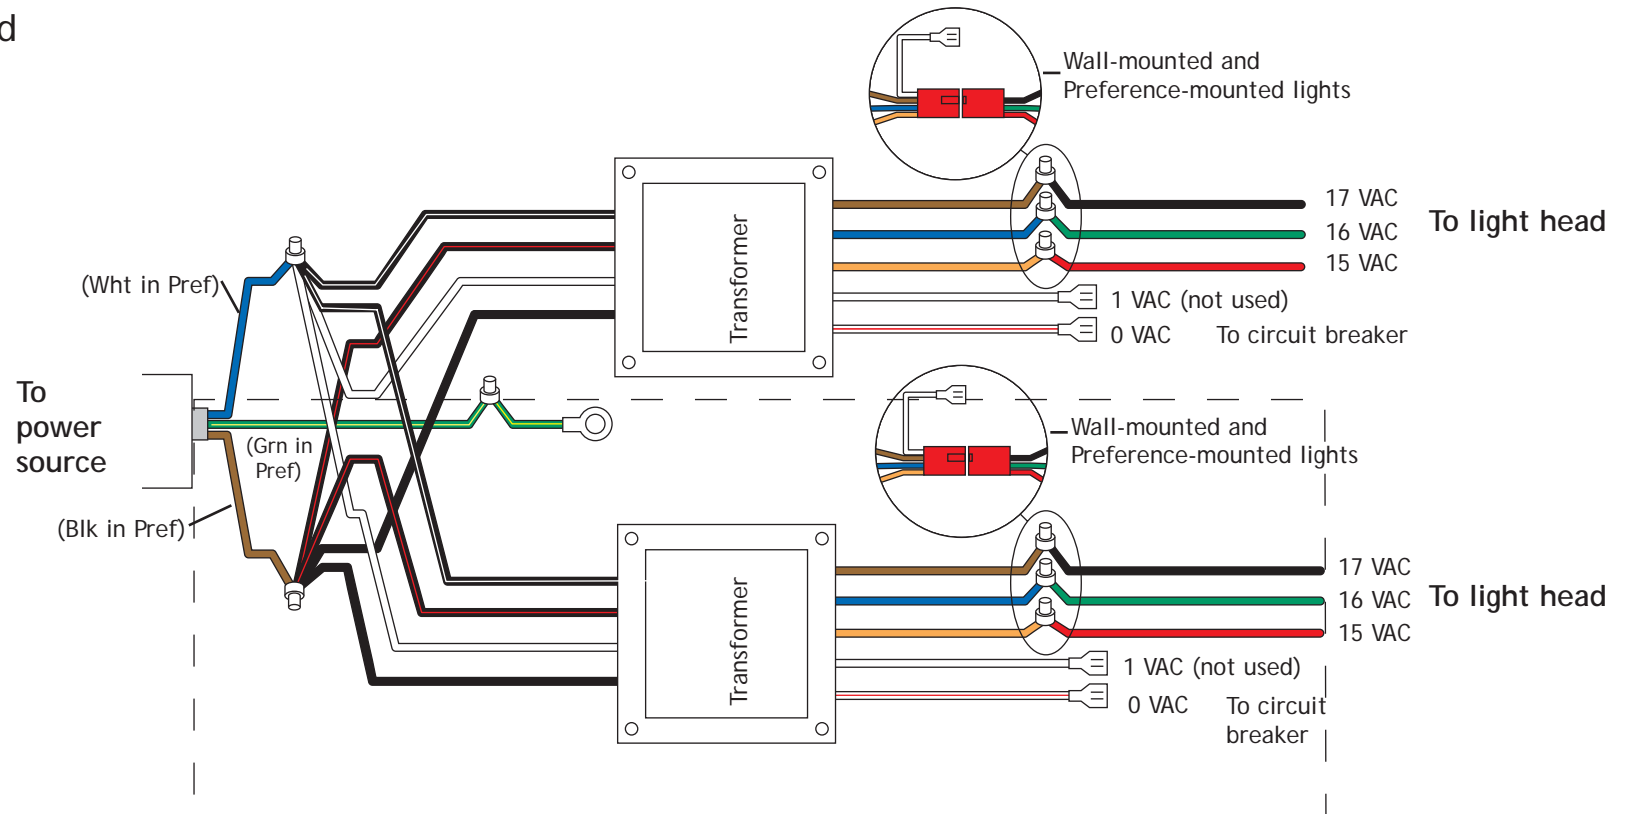 d
Wall-mounted and
Preference-mounted lights
17 VAC
To light head
16 VAC
15 VAC
1 VAC (not used)
0 VAC To circuit breaker
Transformer
(Wht in Pref)
To
power
source
(Grn in
Pref)
(Blk in Pref)
Wall-mounted and
Preference-mounted lights
17 VAC
To light head
16 VAC
15 VAC
1 VAC (not used)
0 VAC To circuit
breaker
Transformer